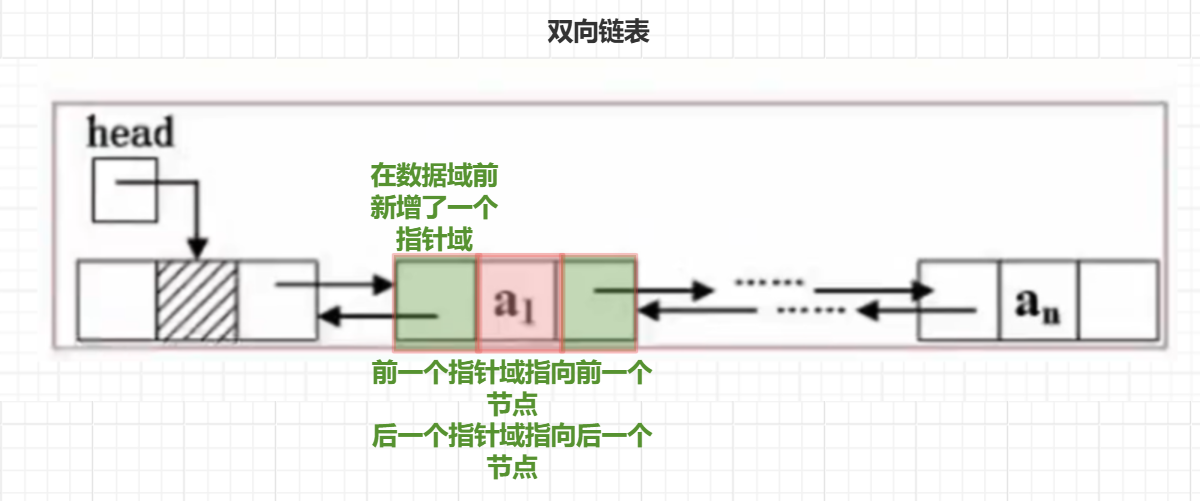 双向链表
head
在数据域前
新增了一个
指针域
a1
an
前一个指针域指向前一个
节点
后一个指针域指向后一个
节点